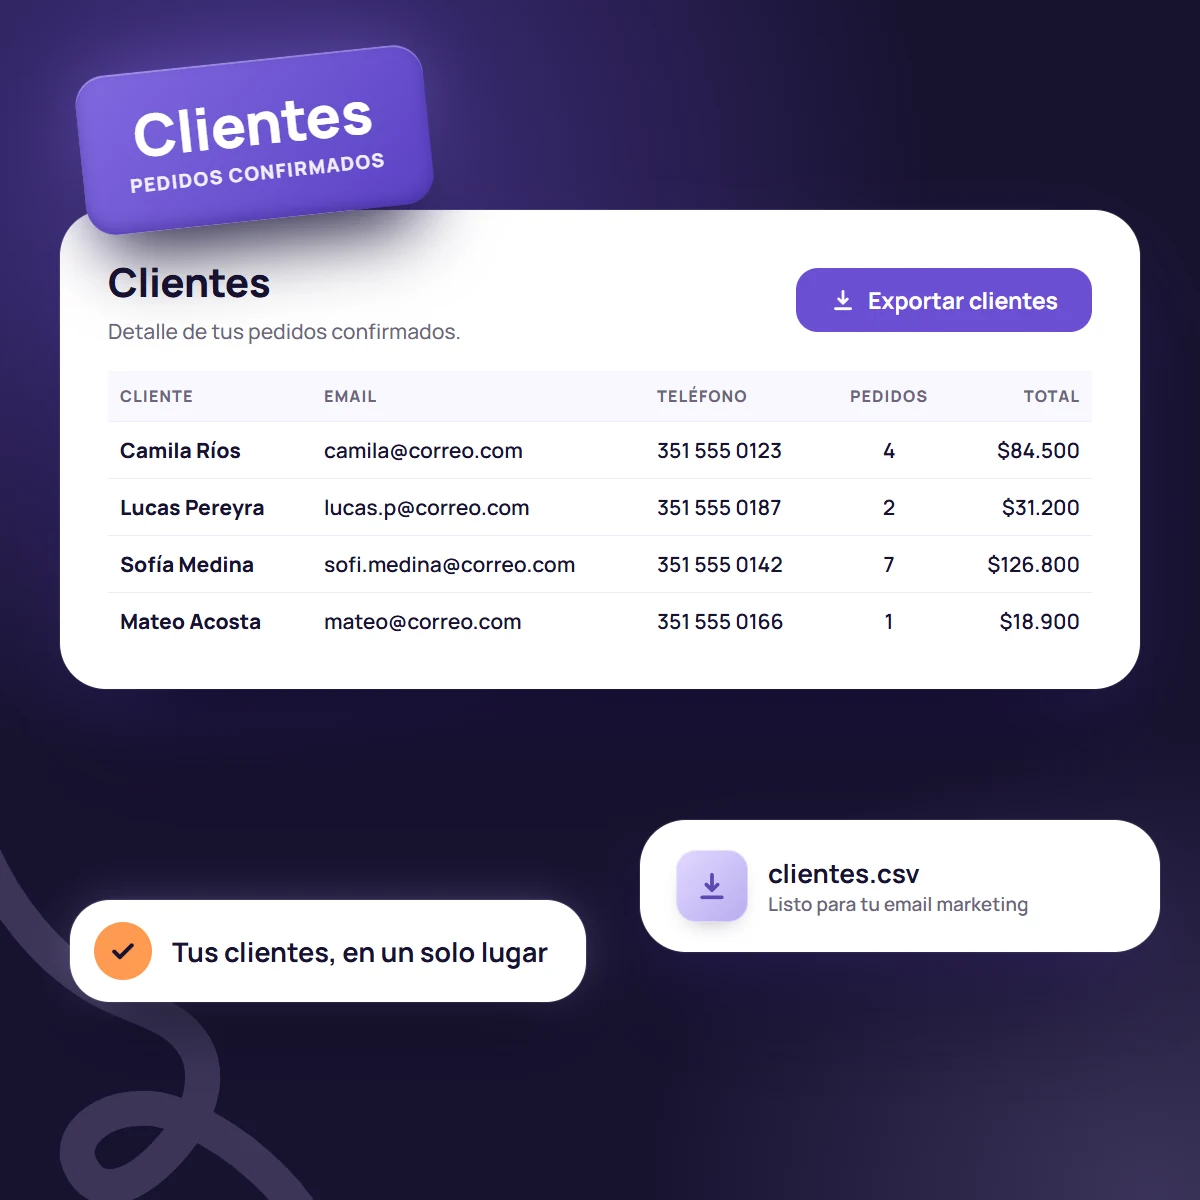 Clientes
PEDIDOS CONFIRMADOS
Clientes
Detalle de tus pedidos confirmados.
Exportar clientes
CLIENTE EMAIL TELÉFONO PEDIDOS TOTAL
Camila Ríos camila@correo.com 351 555 0123 4 $84.500
Lucas Pereyra lucas.p@correo.com 351 555 0187 2 $31.200
Sofía Medina sofi.medina@correo.com 351 555 0142 7 $126.800
Mateo Acosta mateo@correo.com 351 555 0166 1 $18.900
clientes.csv
Listo para tu email marketing
Tus clientes, en un solo lugar